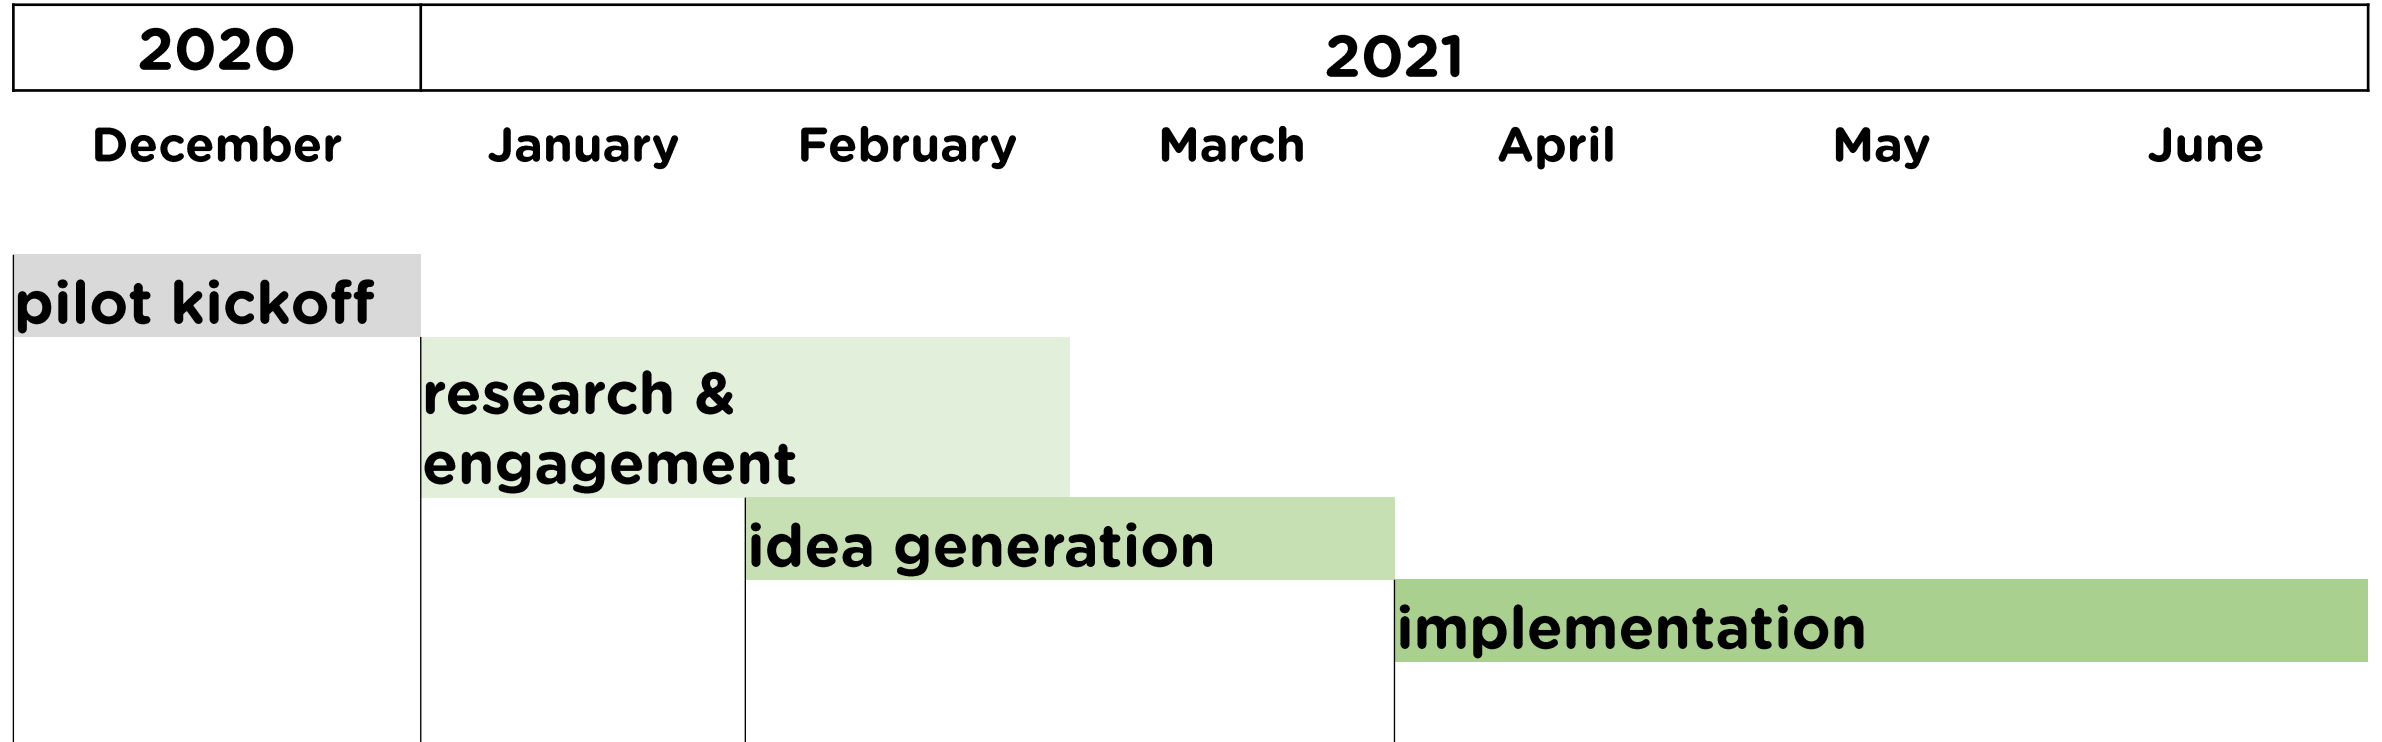 2020 2021
December January February March April May June
pilot kickoff
research &
engagement
idea generation
implementation